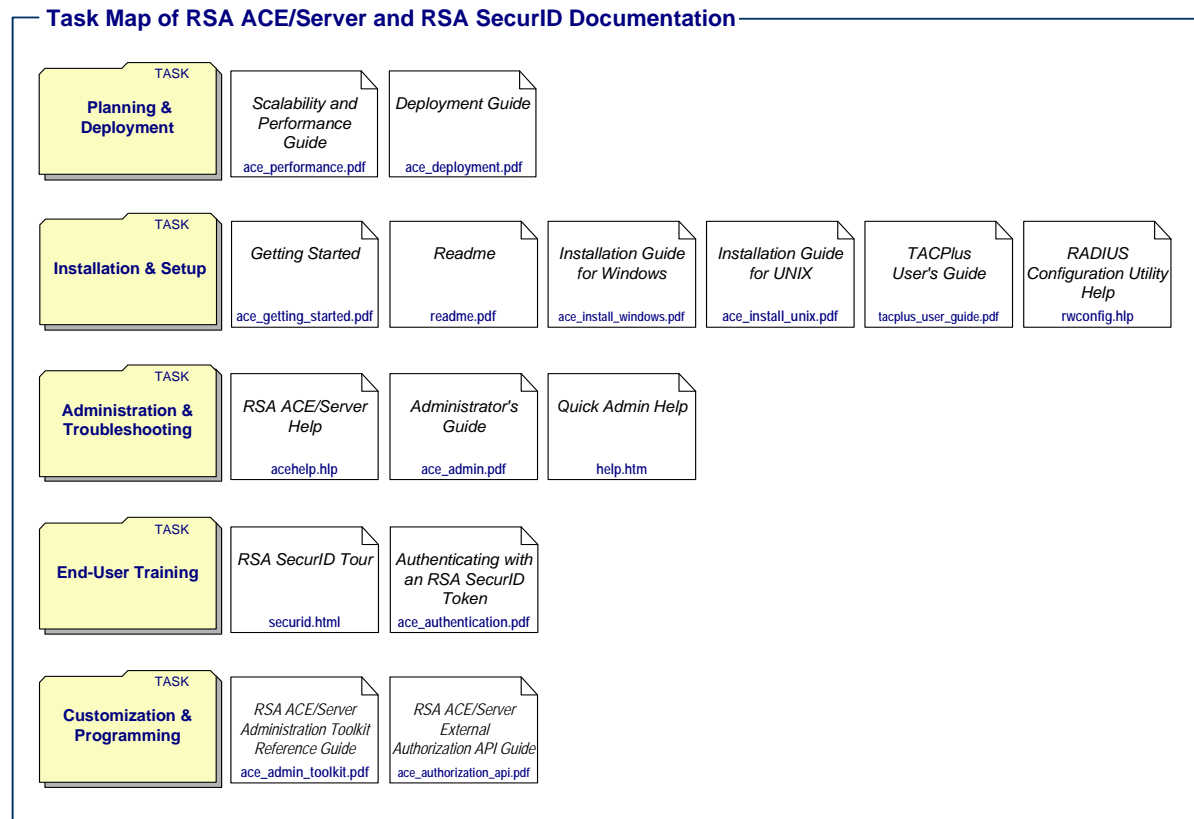 Task Map of RSA ACE/Server and RSA SecurID Documentation
TASK
Planning &
Deployment
Scalability and
Performance
Guide
ace_performance.pdf
Deployment Guide
ace_deployment.pdf
TASK
Installation & Setup
Getting Started
ace_getting_started.pdf
Readme
readme.pdf
Installation Guide
for Windows
ace_install_windows.pdf
Installation Guide
for UNIX
ace_install_unix.pdf
TACPlus
User's Guide
tacplus_user_guide.pdf
RADIUS
Configuration Utility
Help
rwconfig.hlp
TASK
Administration &
Troubleshooting
RSA ACE/Server
Help
acehelp.hlp
Administrator's
Guide
ace_admin.pdf
Quick Admin Help
help.htm
TASK
End-User Training
RSA SecurID Tour
securid.html
Authenticating with
an RSA SecurID
Token
ace_authentication.pdf
TASK
Customization &
Programming
RSA ACE/Server
Administration Toolkit
Reference Guide
ace_admin_toolkit.pdf
RSA ACE/Server
External
Authorization API Guide
ace_authorization_api.pdf